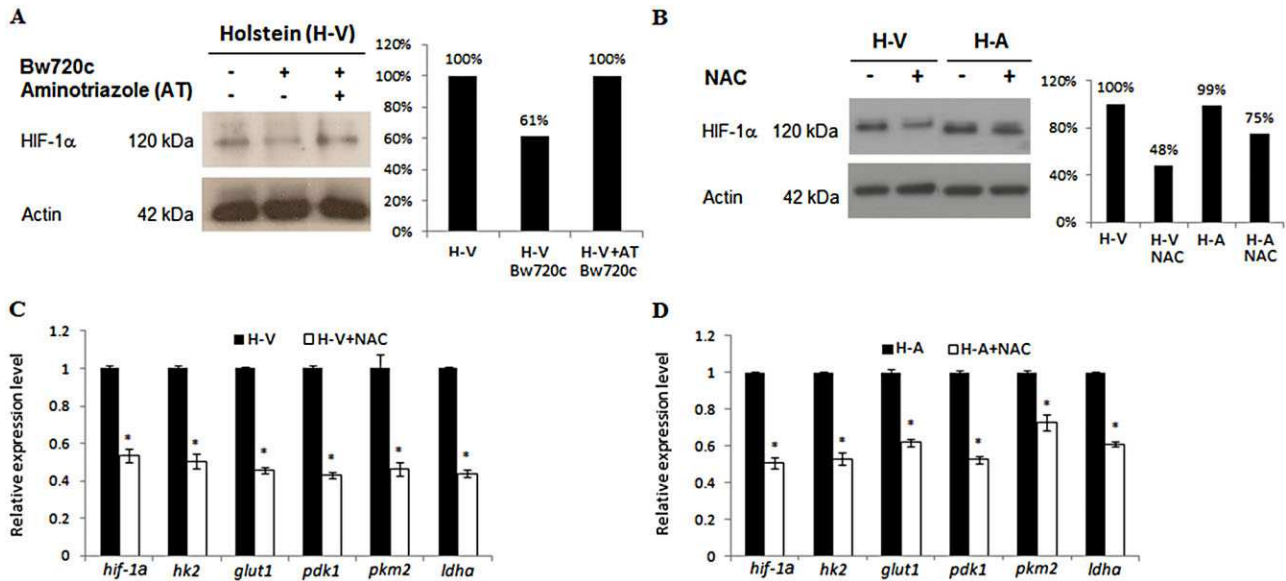 A
Holstein (H-V)
Bw720c - + +
Aminotriazole (AT) - - +
HIF-1α 120 kDa
Actin 42 kDa
120%
100%
80%
60%
40%
20%
0%
100%
61%
100%
H-V
H-V Bw720c
H-V+AT Bw720c
B
H-V H-A
NAC - + - +
HIF-1α 120 kDa
Actin 42 kDa
120%
80%
40%
0%
100%
48%
99%
75%
H-V
H-V NAC
H-A
H-A NAC
C
Relative expression level
1.2
1
0.8
0.6
0.4
0.2
0
H-V H-V+NAC
* * * * * *
hif-1a hk2 glut1 pdk1 pkm2 ldha
D
Relative expression level
1.2
1
0.8
0.6
0.4
0.2
0
H-A H-A+NAC
* * * * * *
hif-1a hk2 glut1 pdk1 pkm2 ldha